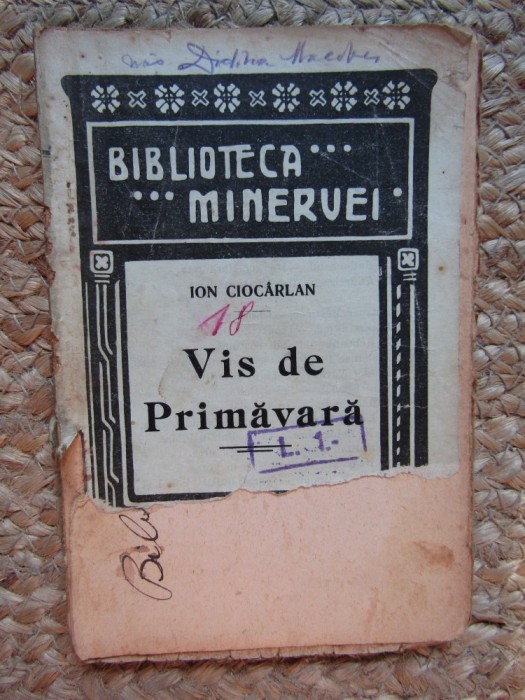 BIBLIOTECA •••
••• MINERVEI •
ION CIOCÂRLAN
18
Vis de
Primăvară
L. 1.-